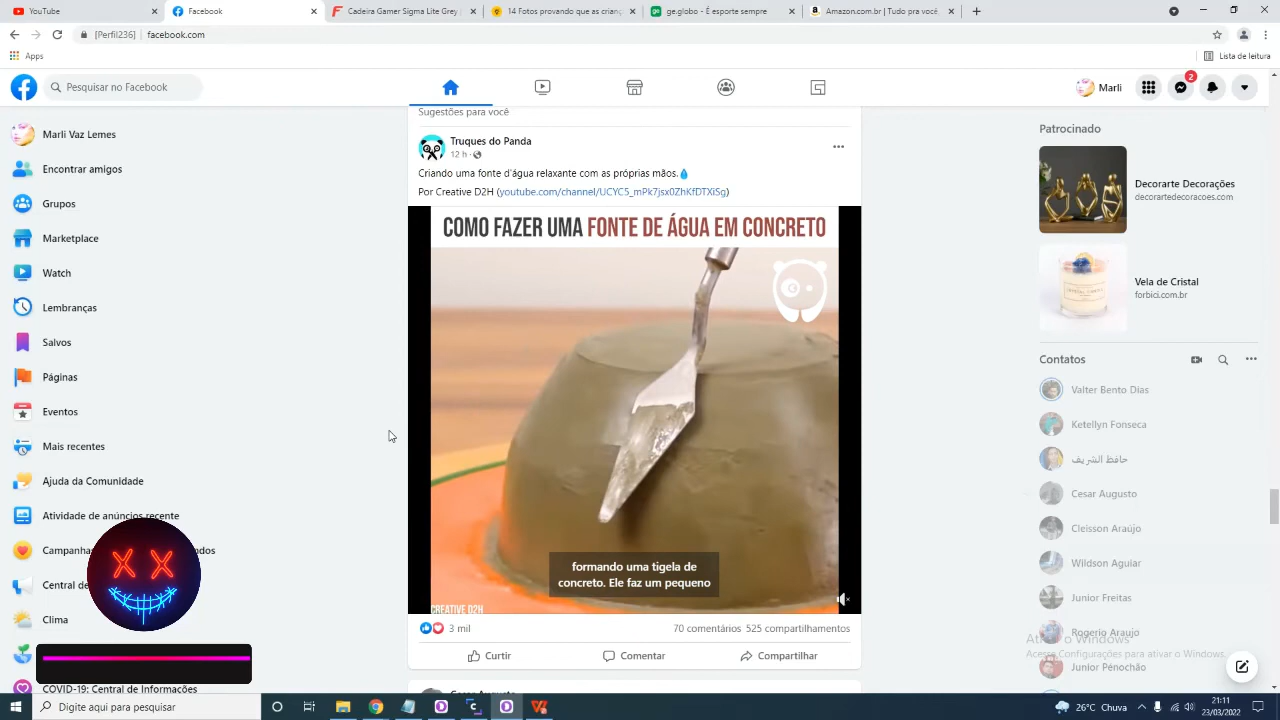 YouTube
Facebook
Cadeira Gamer Sigma Lite Grey
14 Fotos provando que as crianç
ge.globo - É esporte sempre
Amazon.com.br | Tudo pra você,
[Perfil236] | facebook.com
Apps
Lista de leitura
Pesquisar no Facebook
2
Marli
Marli Vaz Lemes
Encontrar amigos
Grupos
Marketplace
Watch
Lembranças
Salvos
Páginas
Eventos
Mais recentes
Ajuda da Comunidade
Atividade de anúncios recente
Campanhas
ndos
Central de
Clima
COVID-19: Central de Informações
Sugestões para você
Truques do Panda
12 h
Criando uma fonte d'água relaxante com as próprias mãos.
Por Creative D2H (youtube.com/channel/UCYC5_mPk7jsx0ZhKfDTXiSg)
COMO FAZER UMA FONTE DE ÁGUA EM CONCRETO
formando uma tigela de
concreto. Ele faz um pequeno
CREATIVE D2H
3 mil
70 comentários 525 compartilhamentos
Curtir
Comentar
Compartilhar
Patrocinado
Decorarte Decorações
decorartedecoracoes.com
Vela de Cristal
forbici.com.br
Contatos
Valter Bento Dias
Ketellyn Fonseca
حافظ الشريف
Cesar Augusto
Cleisson Araújo
Wildson Aguiar
Junior Freitas
Rogerio Araujo
Junior Penochão
Ativar o Windows
Acesse Configurações para ativar o Windows.
Digite aqui para pesquisar
26°C Chuva
21:11
23/03/2022